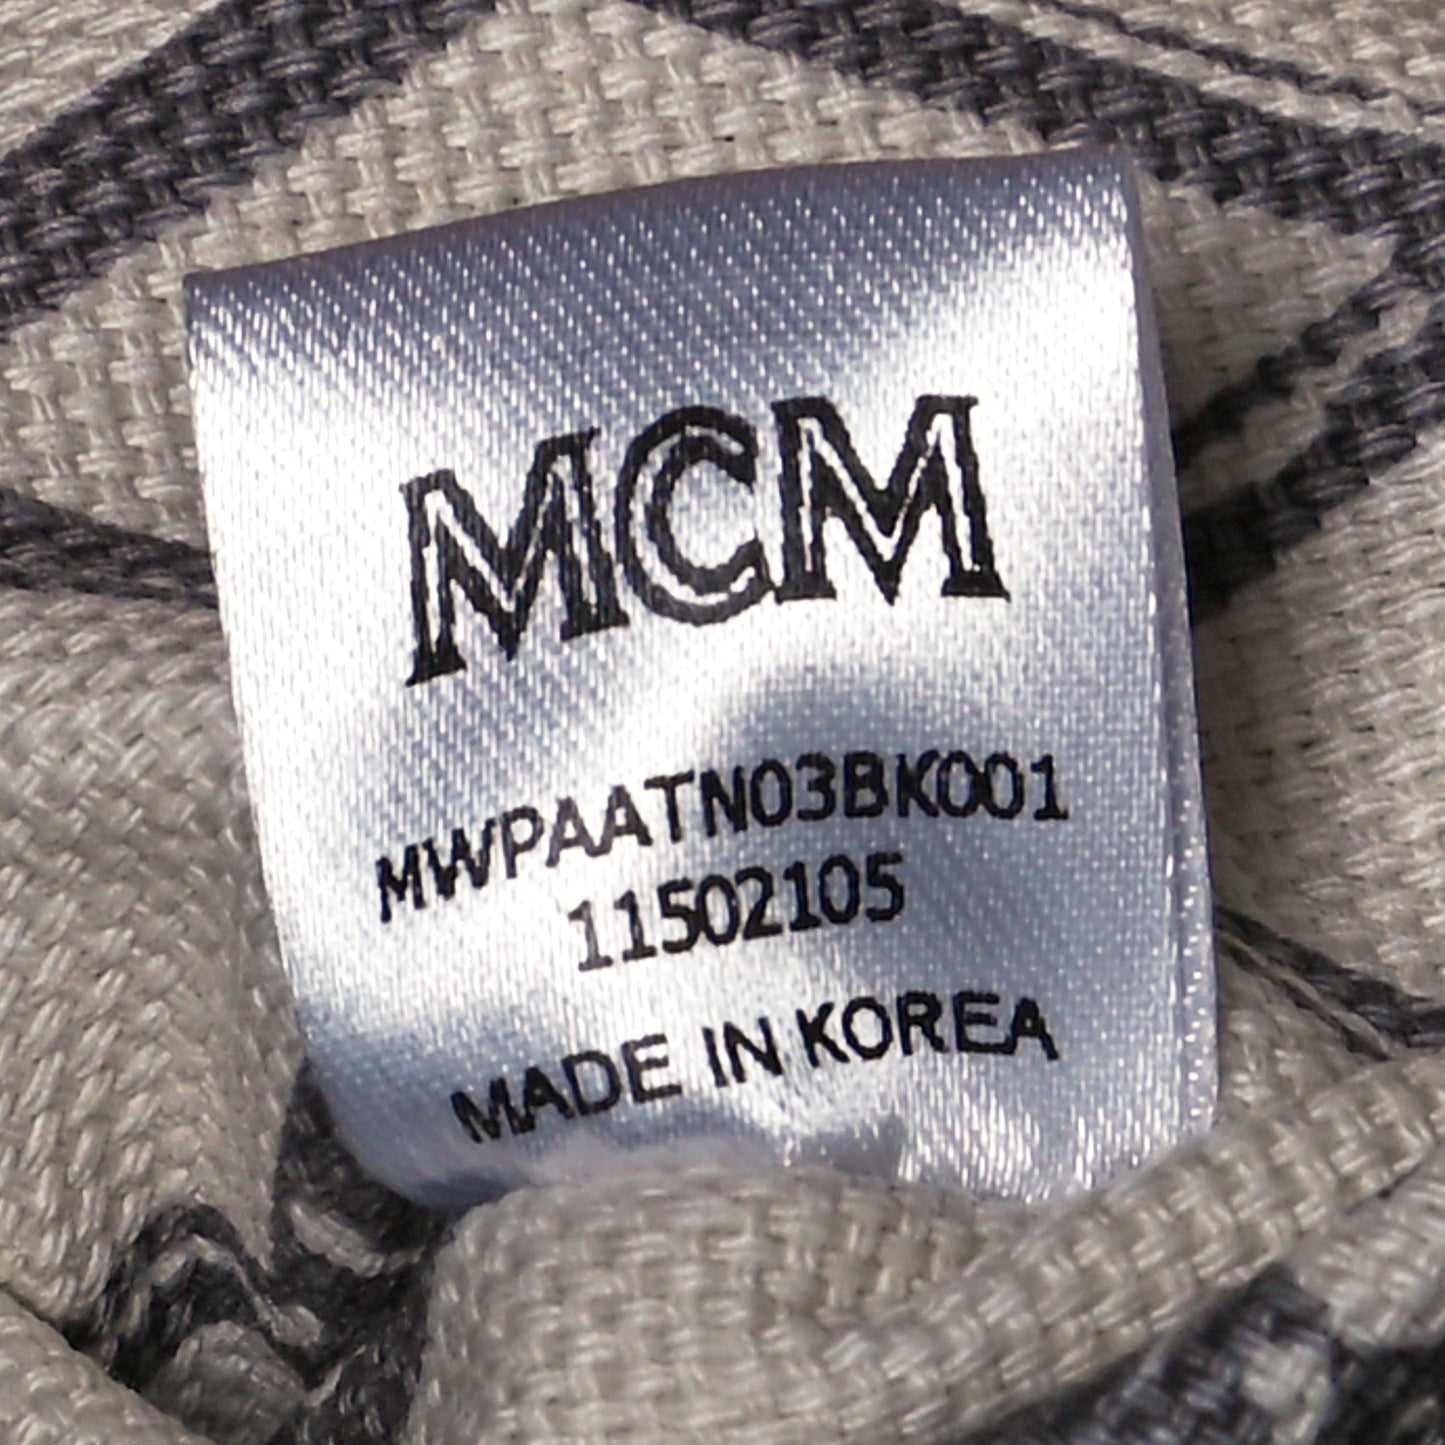 MCM
MWPAATN03BK001
11502105
MADE IN KOREA